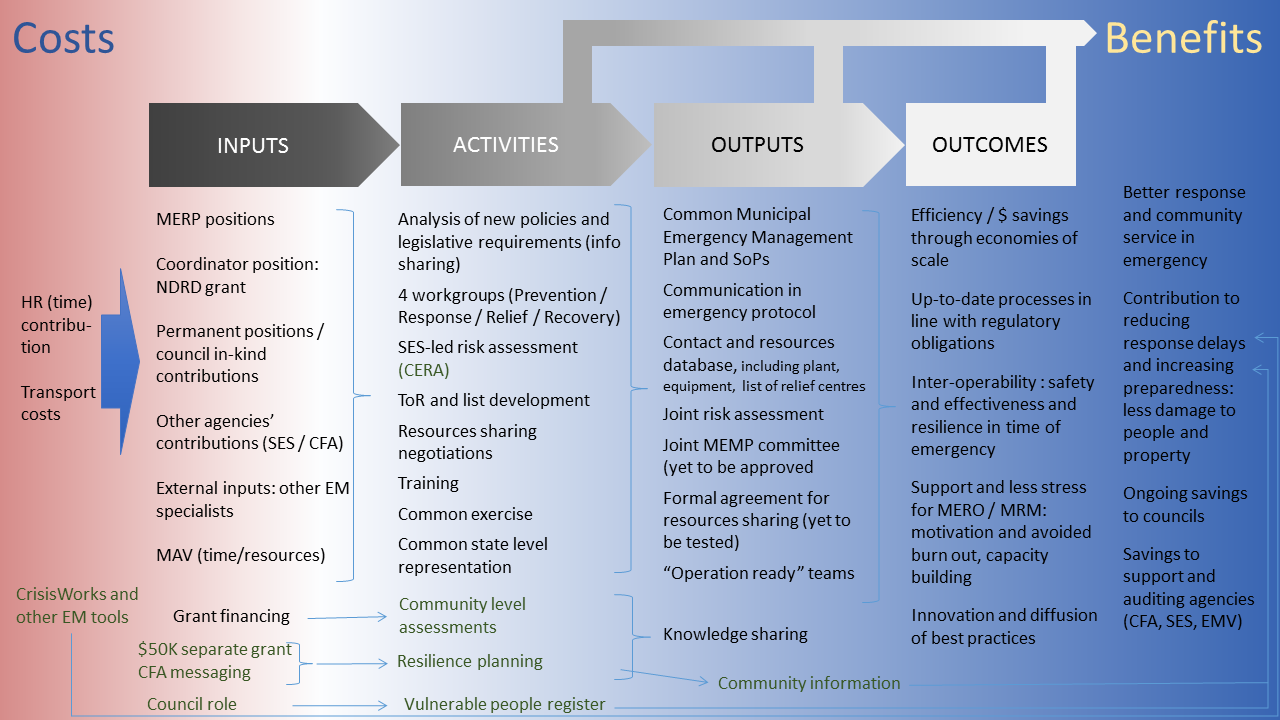 Costs
Benefits
INPUTS
ACTIVITIES
OUTPUTS
OUTCOMES
HR (time)
contribu-
tion
Transport
costs
MERP positions
Coordinator position:
NDRD grant
Permanent positions /
council in-kind
contributions
Other agencies’
contributions (SES / CFA)
External inputs: other EM
specialists
MAV (time/resources)
Analysis of new policies and
legislative requirements (info
sharing)
4 workgroups (Prevention /
Response / Relief / Recovery)
SES-led risk assessment
(CERA)
ToR and list development
Resources sharing
negotiations
Training
Common exercise
Common state level
representation
Common Municipal
Emergency Management
Plan and SoPs
Communication in
emergency protocol
Contact and resources
database, including plant,
equipment, list of relief centres
Joint risk assessment
Joint MEMP committee
(yet to be approved
Formal agreement for
resources sharing (yet to
be tested)
“Operation ready” teams
Efficiency / $ savings
through economies of
scale
Up-to-date processes in
line with regulatory
obligations
Inter-operability : safety
and effectiveness and
resilience in time of
emergency
Support and less stress
for MERO / MRM:
motivation and avoided
burn out, capacity
building
Innovation and diffusion
of best practices
Better response
and community
service in
emergency
Contribution to
reducing
response delays
and increasing
preparedness:
less damage to
people and
property
Ongoing savings
to councils
Savings to
support and
auditing agencies
(CFA, SES, EMV)
CrisisWorks and
other EM tools
Grant financing
$50K separate grant
CFA messaging
Council role
Community level
assessments
Resilience planning
Vulnerable people register
Knowledge sharing
Community information